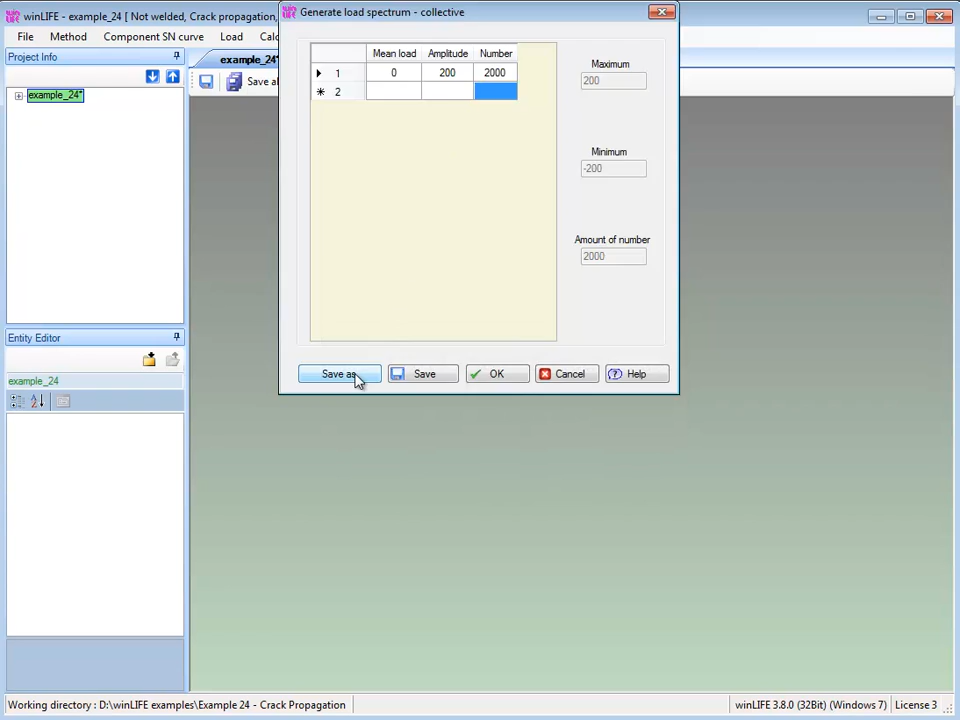 winLIFE - example_24 [ Not welded, Crack propagation,
Generate load spectrum - collective
File Method Component SN curve Load
Project Info
example_24*
Mean load Amplitude Number
1 0 200 2000
2
Maximum
200
Minimum
-200
Amount of number
2000
Save as Save OK Cancel Help
example_24*
Entity Editor
example_24
Working directory : D:\winLIFE examples\Example 24 - Crack Propagation winLIFE 3.8.0 (32Bit) (Windows 7) License 3